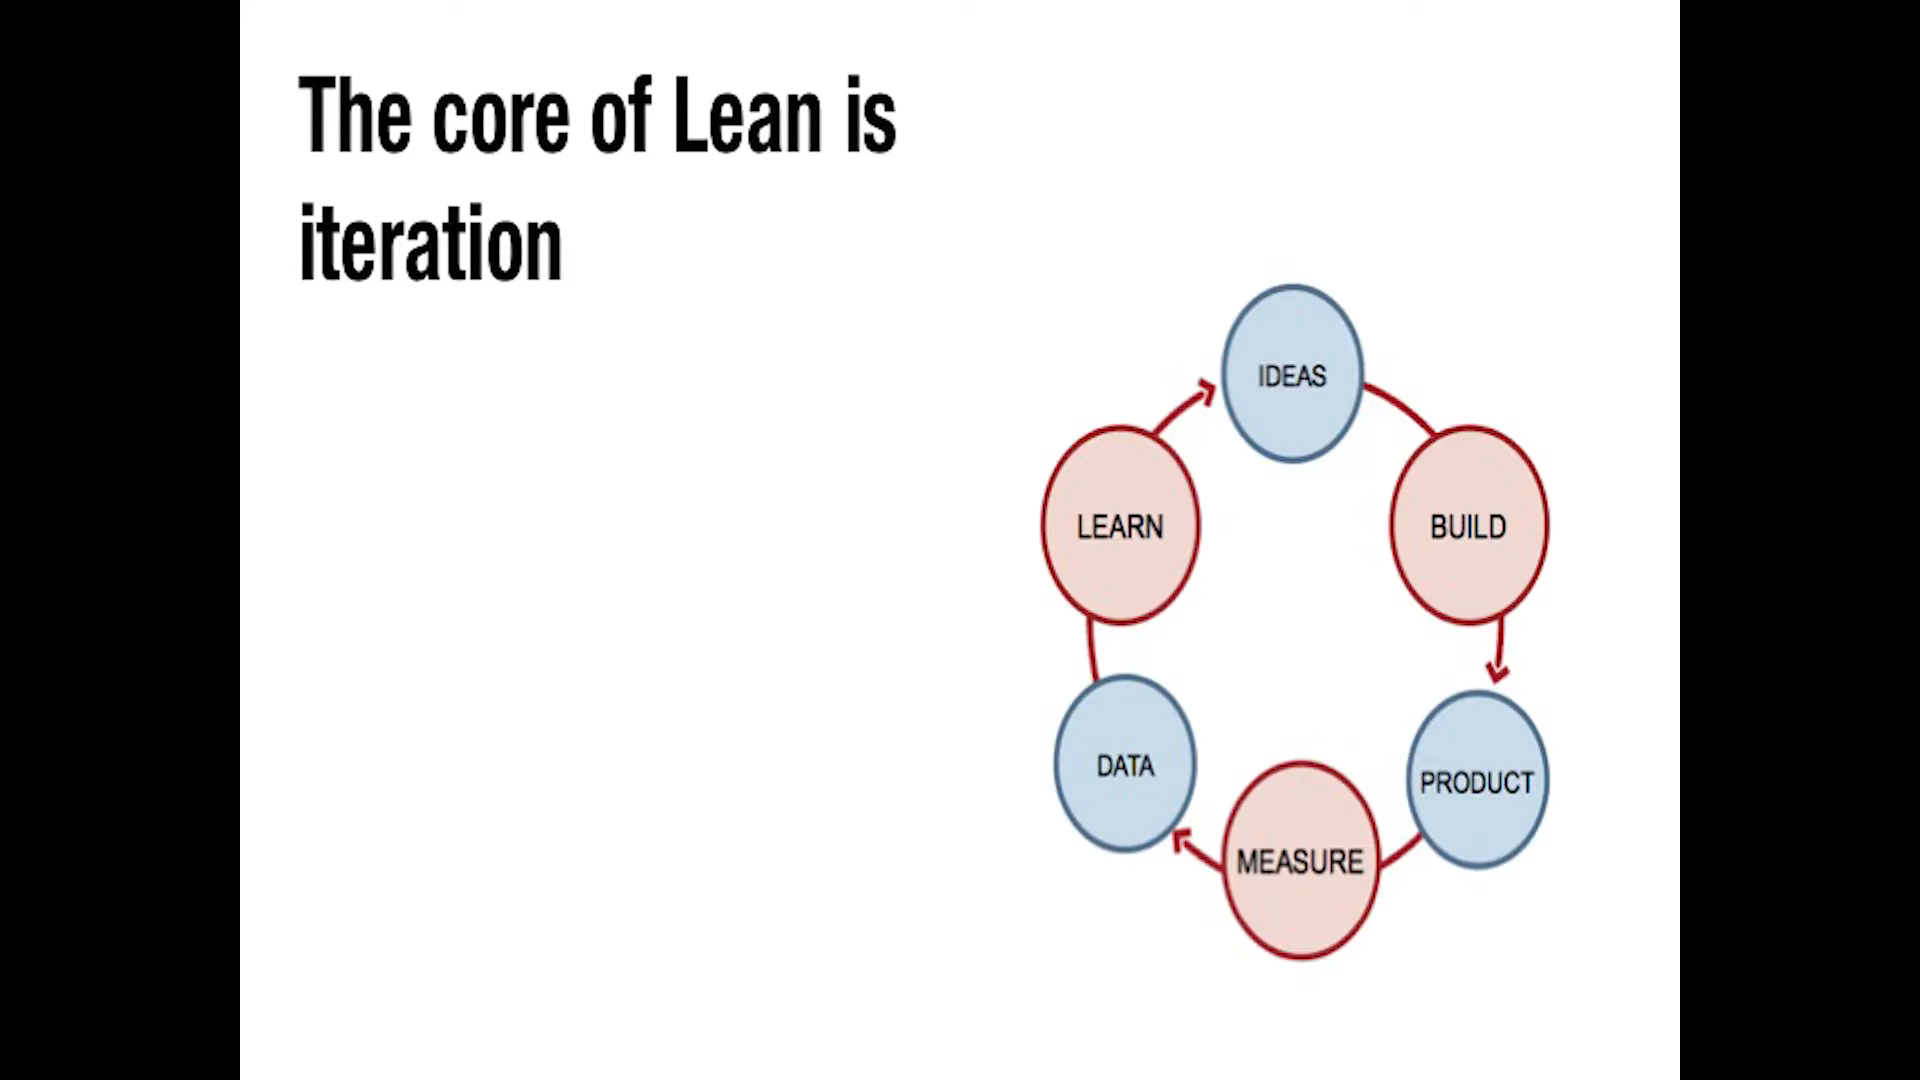 The core of Lean is
iteration
IDEAS
LEARN
BUILD
DATA
PRODUCT
MEASURE